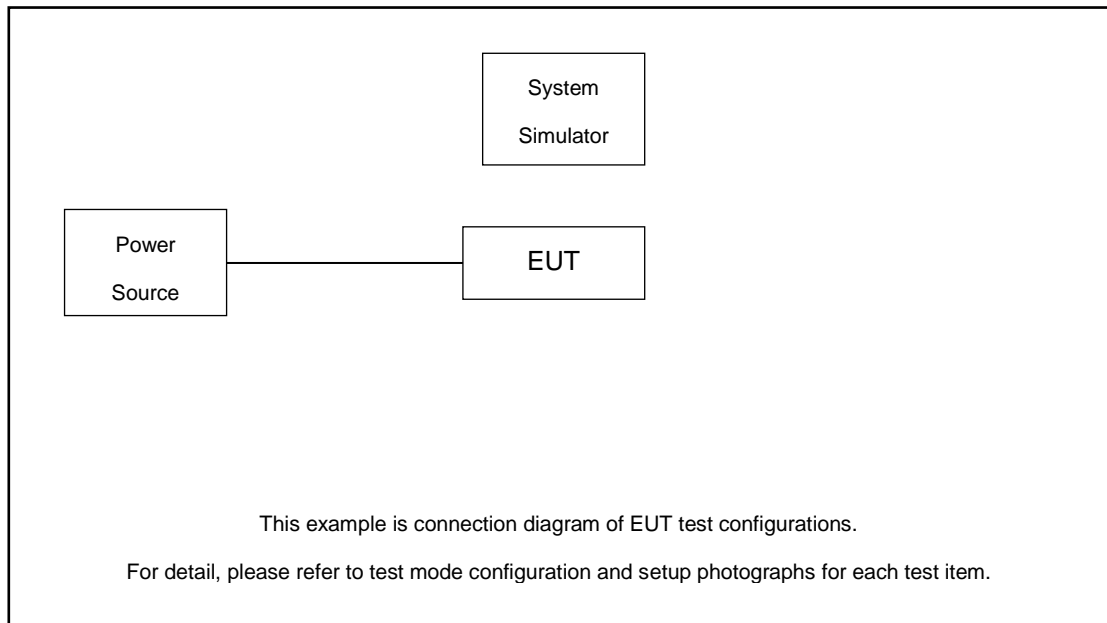 System
Simulator
Power
Source
EUT
This example is connection diagram of EUT test configurations.
For detail, please refer to test mode configuration and setup photographs for each test item.